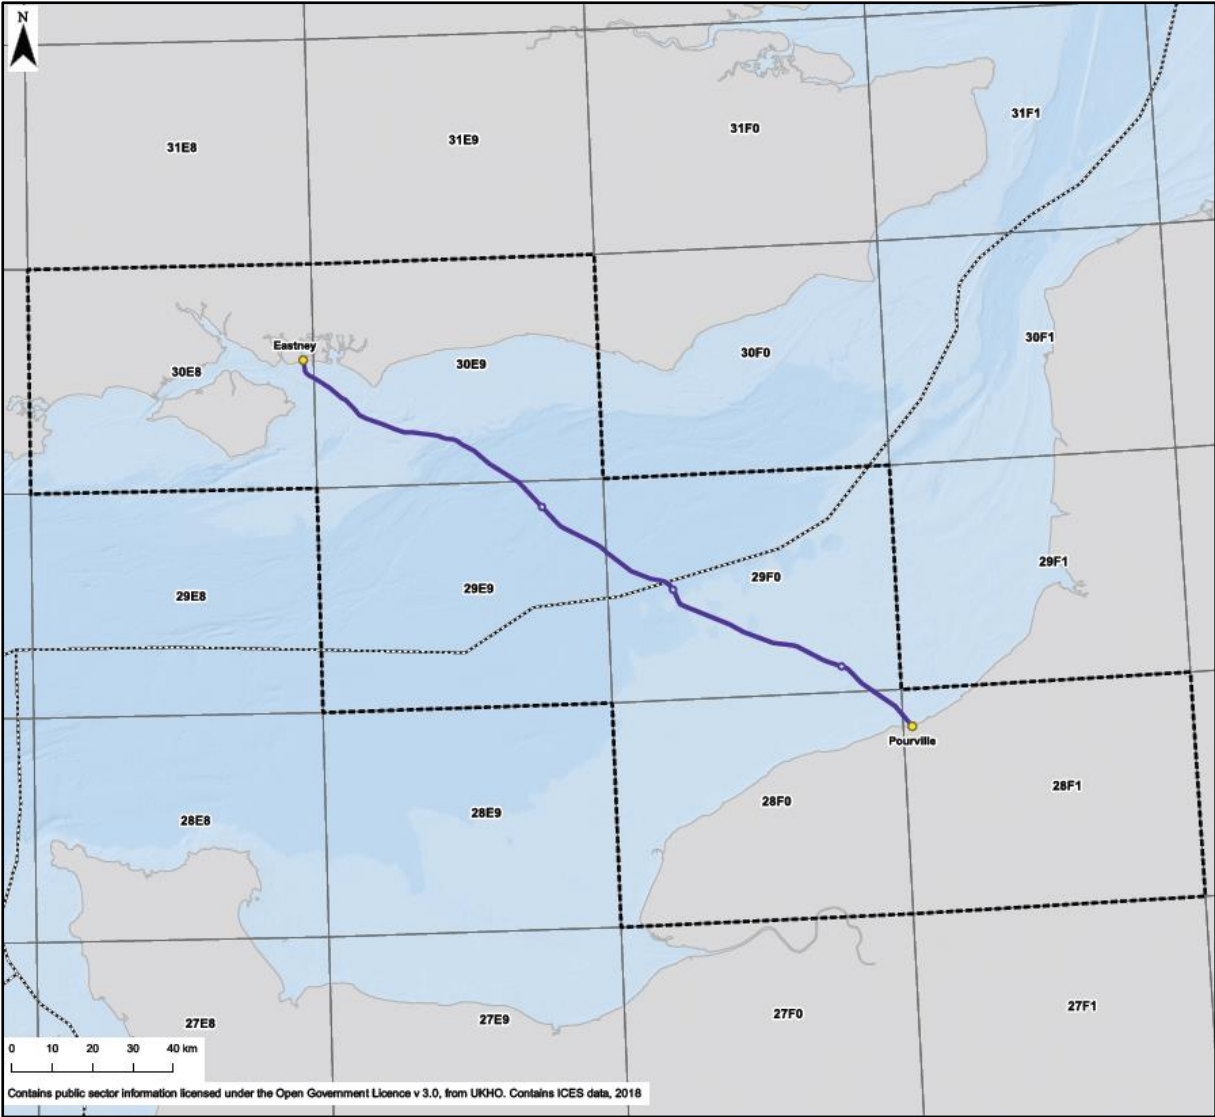 N
31F1
31F0
31E9
31E8
30F1
Eastney
30F0
30E9
30E8
29F1
29F0
29E9
29E8
Pourville
28F1
28F0
28E9
28E8
27F1
27F0
27E9
27E8
0 10 20 30 40 km
Contains public sector information licensed under the Open Government Licence v 3.0, from UKHO. Contains ICES data, 2018